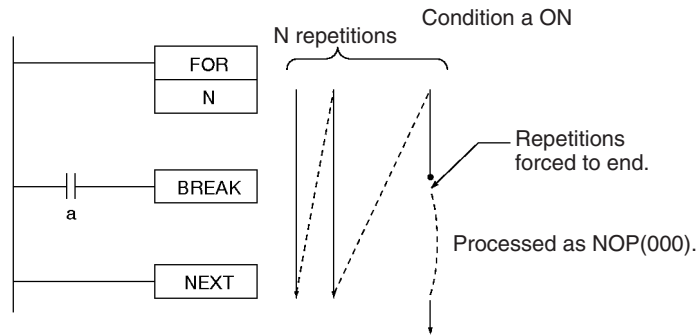 Condition a ON
N repetitions
FOR
N
Repetitions
forced to end.
BREAK
a
Processed as NOP(000).
NEXT